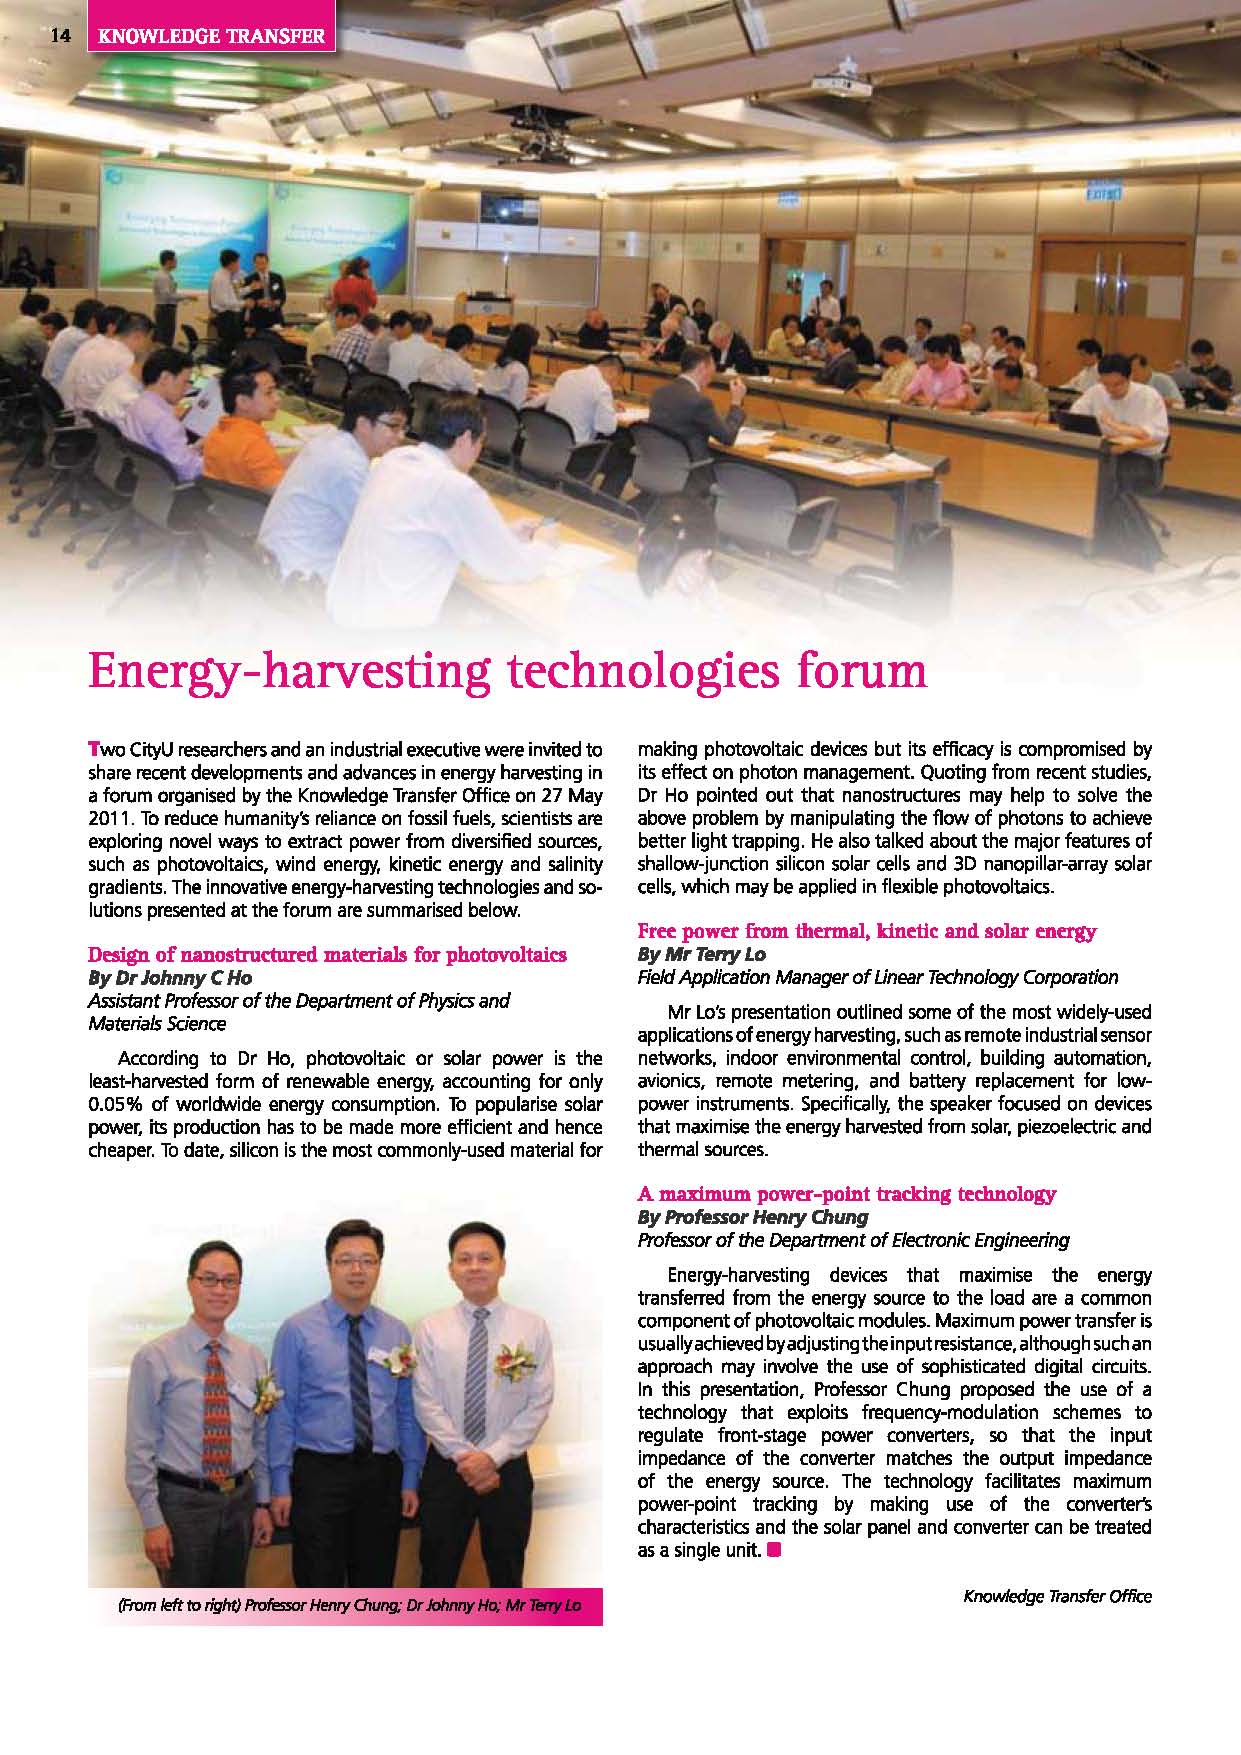 14
KNOWLEDGE TRANSFER
Energy-harvesting technologies forum
Two CityU researchers and an industrial executive were invited to
share recent developments and advances in energy harvesting in
a forum organised by the Knowledge Transfer Office on 27 May
2011. To reduce humanity's reliance on fossil fuels, scientists are
exploring novel ways to extract power from diversified sources,
such as photovoltaics, wind energy, kinetic energy and salinity
gradients. The innovative energy-harvesting technologies and so-
lutions presented at the forum are summarised below.
Design of nanostructured materials for photovoltaics
By Dr Johnny C Ho
Assistant Professor of the Department of Physics and
Materials Science
According to Dr Ho, photovoltaic or solar power is the
least-harvested form of renewable energy, accounting for only
0.05% of worldwide energy consumption. To popularise solar
power, its production has to be made more efficient and hence
cheaper. To date, silicon is the most commonly-used material for
(From left to right) Professor Henry Chung; Dr Johnny Ho; Mr Terry Lo
making photovoltaic devices but its efficacy is compromised by
its effect on photon management. Quoting from recent studies,
Dr Ho pointed out that nanostructures may help to solve the
above problem by manipulating the flow of photons to achieve
better light trapping. He also talked about the major features of
shallow-junction silicon solar cells and 3D nanopillar-array solar
cells, which may be applied in flexible photovoltaics.
Free power from thermal, kinetic and solar energy
By Mr Terry Lo
Field Application Manager of Linear Technology Corporation
Mr Lo's presentation outlined some of the most widely-used
applications of energy harvesting, such as remote industrial sensor
networks, indoor environmental control, building automation,
avionics, remote metering, and battery replacement for low-
power instruments. Specifically, the speaker focused on devices
that maximise the energy harvested from solar, piezoelectric and
thermal sources.
A maximum power-point tracking technology
By Professor Henry Chung
Professor of the Department of Electronic Engineering
Energy-harvesting devices that maximise the energy
transferred from the energy source to the load are a common
component of photovoltaic modules. Maximum power transfer is
usually achieved by adjusting the input resistance, although such an
approach may involve the use of sophisticated digital circuits.
In this presentation, Professor Chung proposed the use of a
technology that exploits frequency-modulation schemes to
regulate front-stage power converters, so that the input
impedance of the converter matches the output impedance
of the energy source. The technology facilitates maximum
power-point tracking by making use of the converter's
characteristics and the solar panel and converter can be treated
as a single unit.
Knowledge Transfer Office